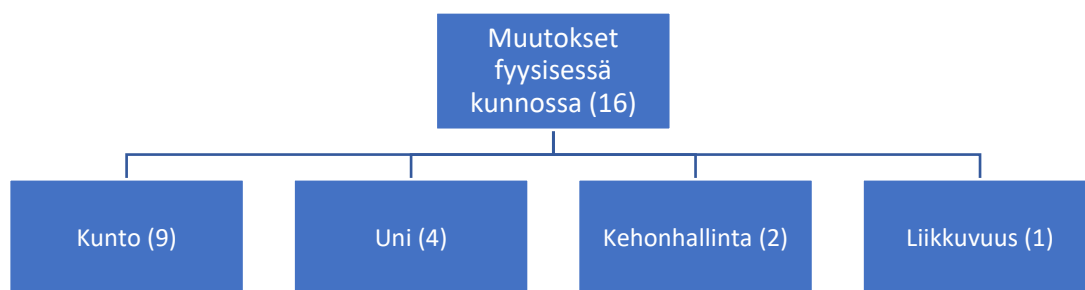 Muutokset
fyysisessä
kunnossa (16)
Kunto (9)
Uni (4)
Kehonhallinta (2)
Liikkuvuus (1)